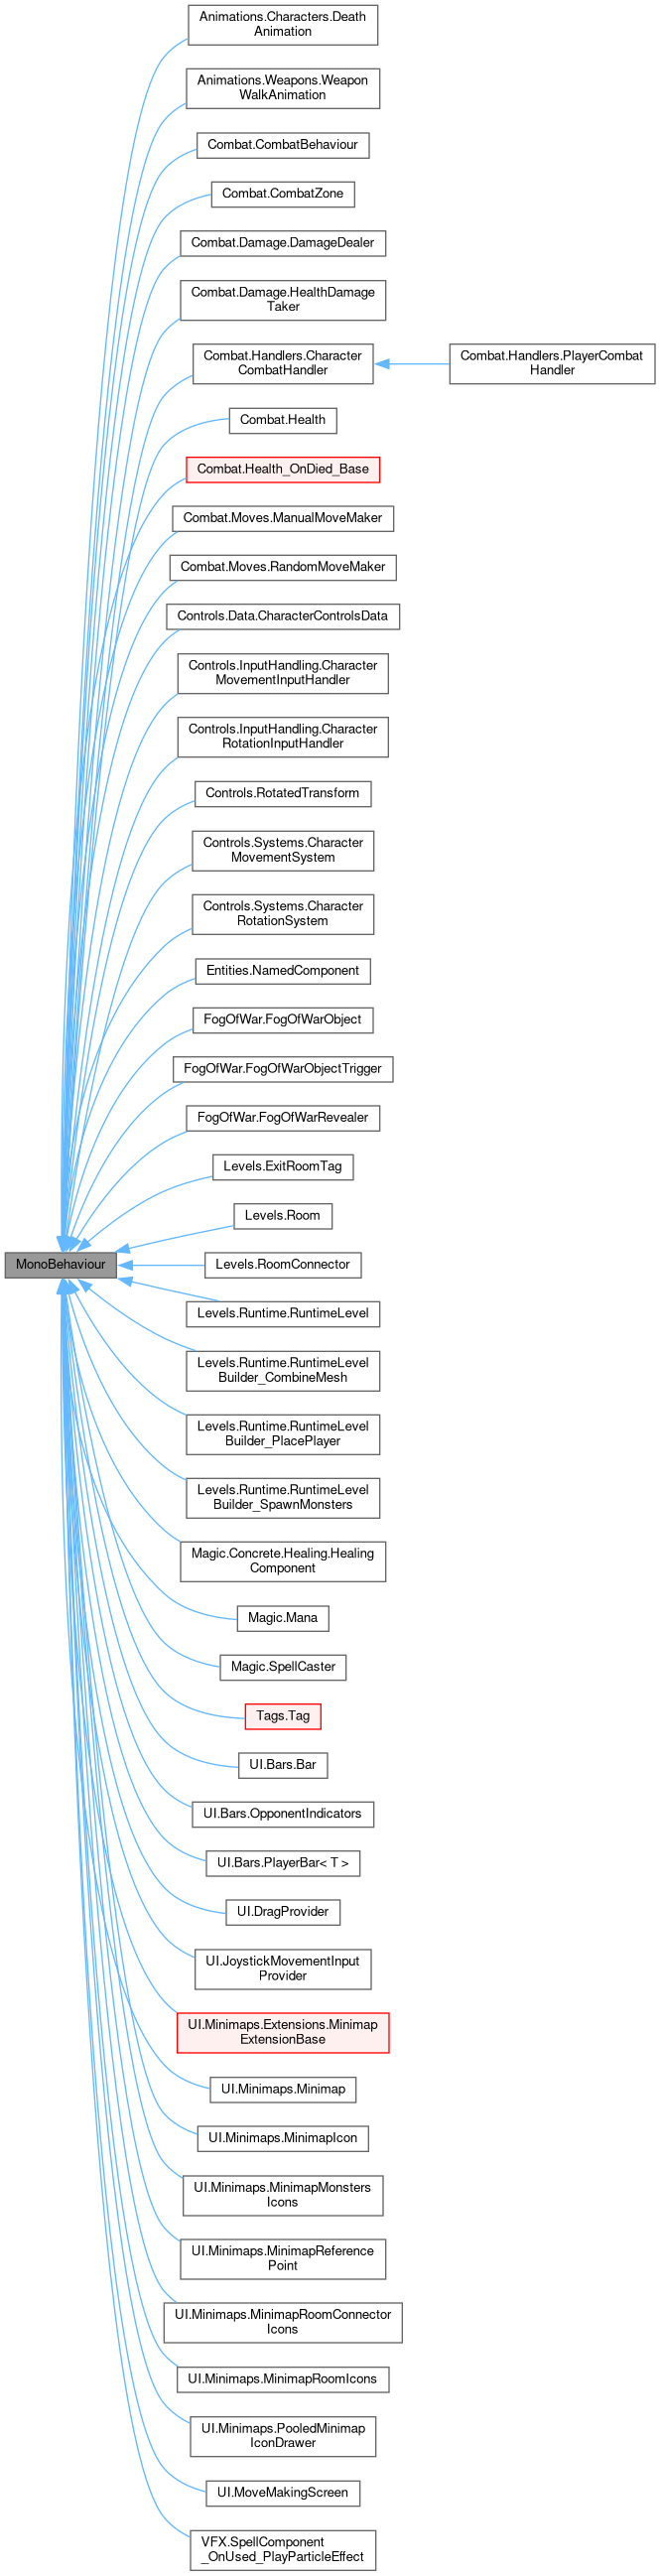 Animations.Characters.Death
Animation
Animations.Weapons.Weapon
WalkAnimation
Combat.CombatBehaviour
Combat.CombatZone
Combat.Damage.DamageDealer
Combat.Damage.HealthDamage
Taker
Combat.Handlers.Character
CombatHandler
Combat.Handlers.PlayerCombat
Handler
Combat.Health
Combat.Health_OnDied_Base
Combat.Moves.ManualMoveMaker
Combat.Moves.RandomMoveMaker
Controls.Data.CharacterControlsData
Controls.InputHandling.Character
MovementInputHandler
Controls.InputHandling.Character
RotationInputHandler
Controls.RotatedTransform
Controls.Systems.Character
MovementSystem
Controls.Systems.Character
RotationSystem
Entities.NamedComponent
FogOfWar.FogOfWarObject
FogOfWar.FogOfWarObjectTrigger
FogOfWar.FogOfWarRevealer
Levels.ExitRoomTag
Levels.Room
MonoBehaviour
Levels.RoomConnector
Levels.Runtime.RuntimeLevel
Levels.Runtime.RuntimeLevel
Builder_CombineMesh
Levels.Runtime.RuntimeLevel
Builder_PlacePlayer
Levels.Runtime.RuntimeLevel
Builder_SpawnMonsters
Magic.Concrete.Healing.Healing
Component
Magic.Mana
Magic.SpellCaster
Tags.Tag
UI.Bars.Bar
UI.Bars.OpponentIndicators
UI.Bars.PlayerBar< T >
UI.DragProvider
UI.JoystickMovementInput
Provider
UI.Minimaps.Extensions.Minimap
ExtensionBase
UI.Minimaps.Minimap
UI.Minimaps.MinimapIcon
UI.Minimaps.MinimapMonsters
Icons
UI.Minimaps.MinimapReference
Point
UI.Minimaps.MinimapRoomConnector
Icons
UI.Minimaps.MinimapRoomIcons
UI.Minimaps.PooledMinimap
IconDrawer
UI.MoveMakingScreen
VFX.SpellComponent
_OnUsed_PlayParticleEffect